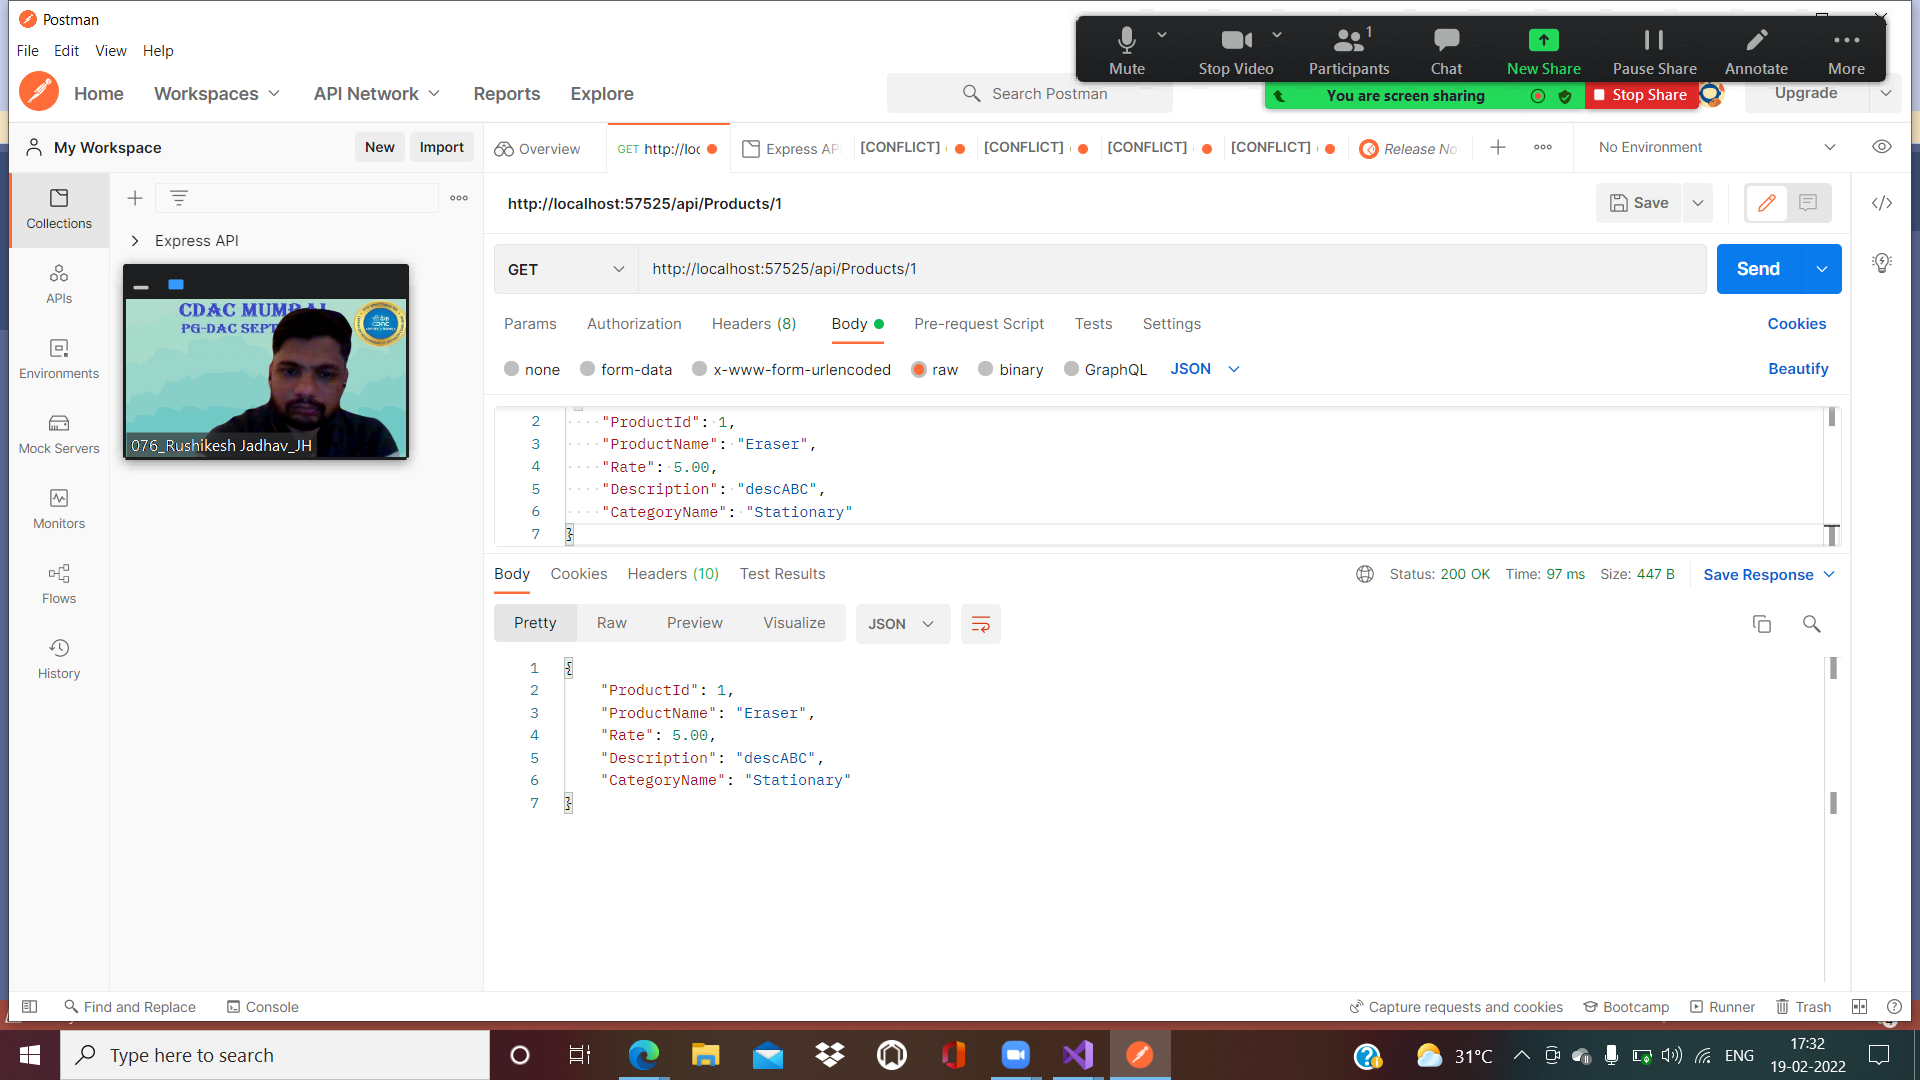 Postman
File Edit View Help
Mute
Stop Video
1
Participants
Chat
New Share
Pause Share
Annotate
More
You are screen sharing
Stop Share
Home
Workspaces
API Network
Reports
Explore
Search Postman
Upgrade
My Workspace
New
Import
Overview
GET http://loc
Express AP
[CONFLICT]
[CONFLICT]
[CONFLICT]
[CONFLICT]
Release No
No Environment
Collections
APIs
Environments
Mock Servers
Monitors
Flows
History
Express API
CDAC MUMBAI
PG-DAC SEPT
076_Rushikesh Jadhav_JH
http://localhost:57525/api/Products/1
Save
GET
http://localhost:57525/api/Products/1
Send
Params
Authorization
Headers (8)
Body
Pre-request Script
Tests
Settings
Cookies
none
form-data
x-www-form-urlencoded
raw
binary
GraphQL
JSON
Beautify
2 "ProductId": 1,
3 "ProductName": "Eraser",
4 "Rate": 5.00,
5 "Description": "descABC",
6 "CategoryName": "Stationary"
7 }
Body
Cookies
Headers (10)
Test Results
Status: 200 OK
Time: 97 ms
Size: 447 B
Save Response
Pretty
Raw
Preview
Visualize
JSON
1 {
2 "ProductId": 1,
3 "ProductName": "Eraser",
4 "Rate": 5.00,
5 "Description": "descABC",
6 "CategoryName": "Stationary"
7 }
Find and Replace
Console
Capture requests and cookies
Bootcamp
Runner
Trash
Type here to search
31°C
ENG
17:32
19-02-2022